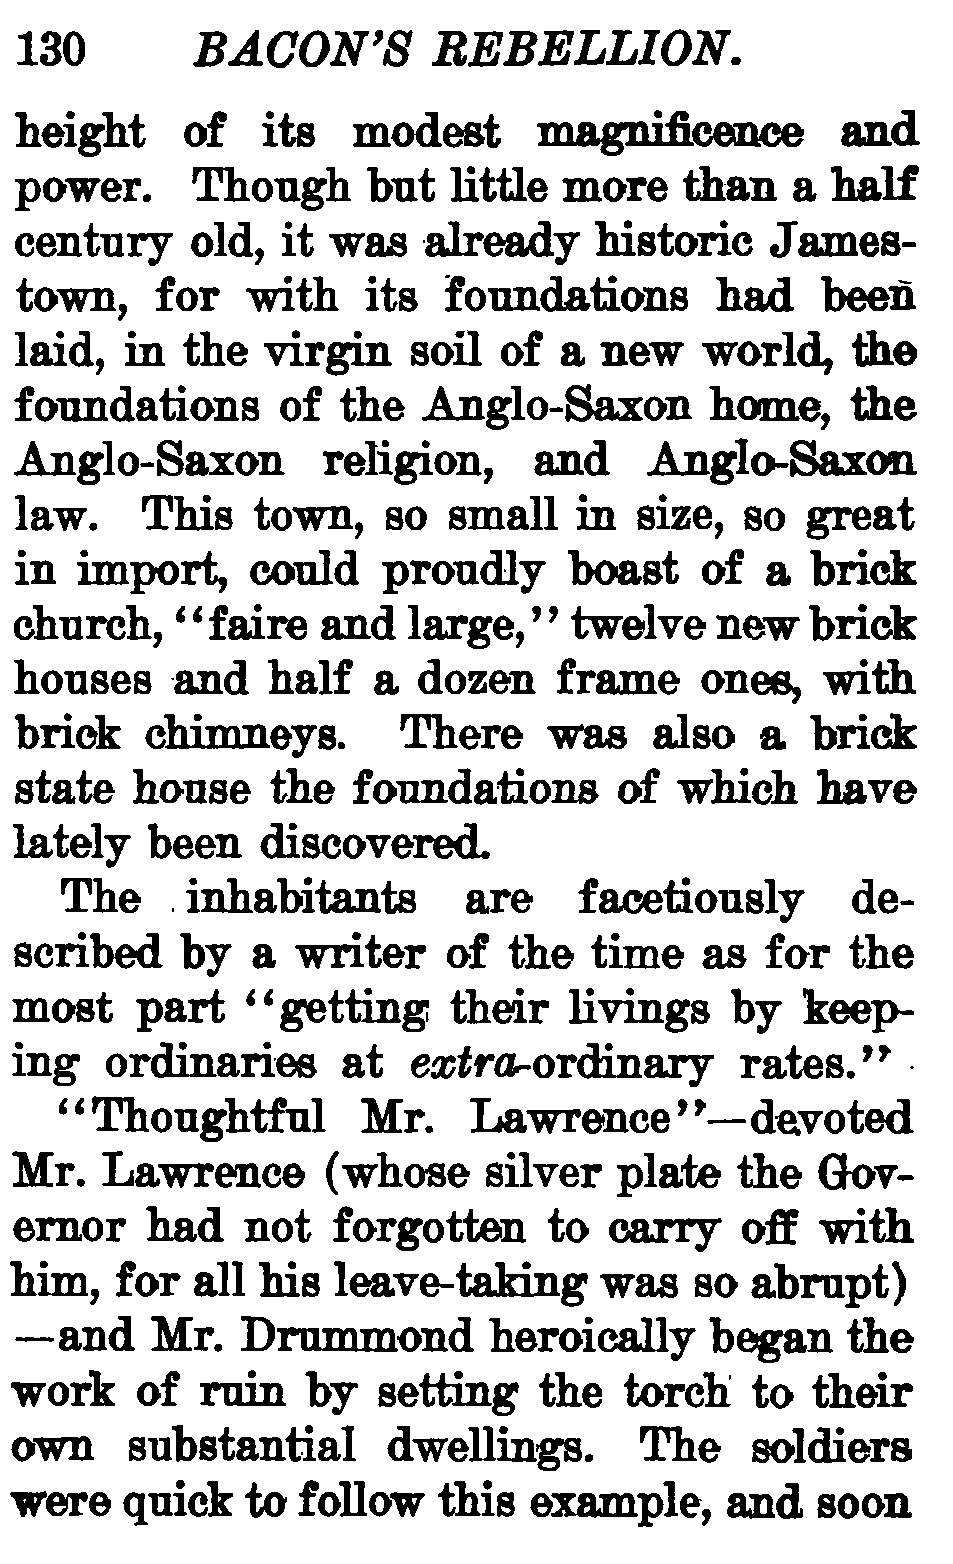 130 BACON'S REBELLION.
height of its modest magnificence and
power. Though but little more than a half
century old, it was already historic James-
town, for with its foundations had been
laid, in the virgin soil of a new world, the
foundations of the Anglo-Saxon home, the
Anglo-Saxon religion, and Anglo-Saxon
law. This town, so small in size, so great
in import, could proudly boast of a brick
church, "faire and large," twelve new brick
houses and half a dozen frame ones, with
brick chimneys. There was also a brick
state house the foundations of which have
lately been discovered.
The inhabitants are facetiously de-
scribed by a writer of the time as for the
most part "getting their livings by keep-
ing ordinaries at extra-ordinary rates."
"Thoughtful Mr. Lawrence"—devoted
Mr. Lawrence (whose silver plate the Gov-
ernor had not forgotten to carry off with
him, for all his leave-taking was so abrupt)
—and Mr. Drummond heroically began the
work of ruin by setting the torch to their
own substantial dwellings. The soldiers
were quick to follow this example, and soon